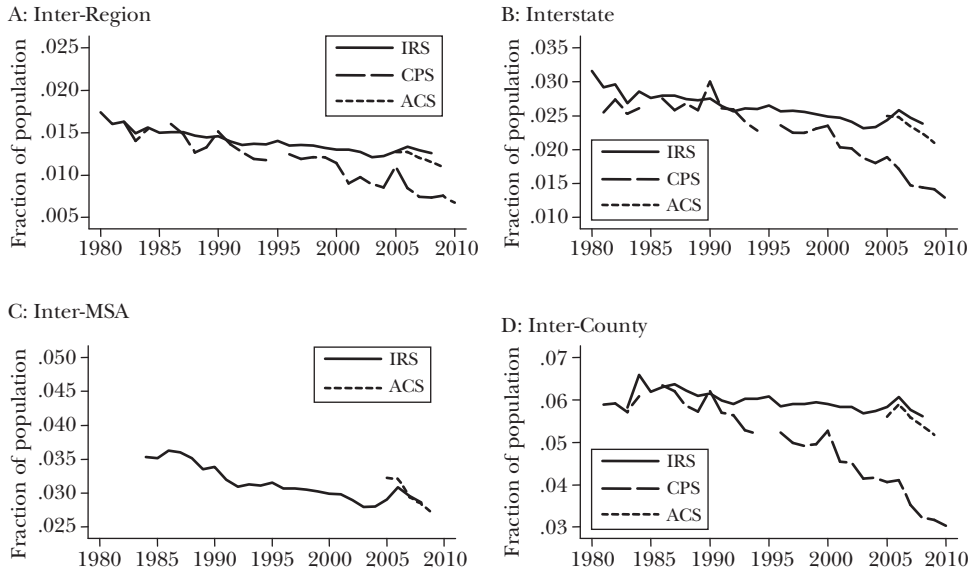 A: Inter-Region
Fraction of population
.025
.020
.015
.010
.005
IRS
CPS
ACS
1980 1985 1990 1995 2000 2005 2010
B: Interstate
Fraction of population
.035
.030
.025
.020
.015
.010
IRS
CPS
ACS
1980 1985 1990 1995 2000 2005 2010
C: Inter-MSA
Fraction of population
.050
.045
.040
.035
.030
.025
IRS
ACS
1980 1985 1990 1995 2000 2005 2010
D: Inter-County
Fraction of population
.07
.06
.05
.04
.03
IRS
CPS
ACS
1980 1985 1990 1995 2000 2005 2010